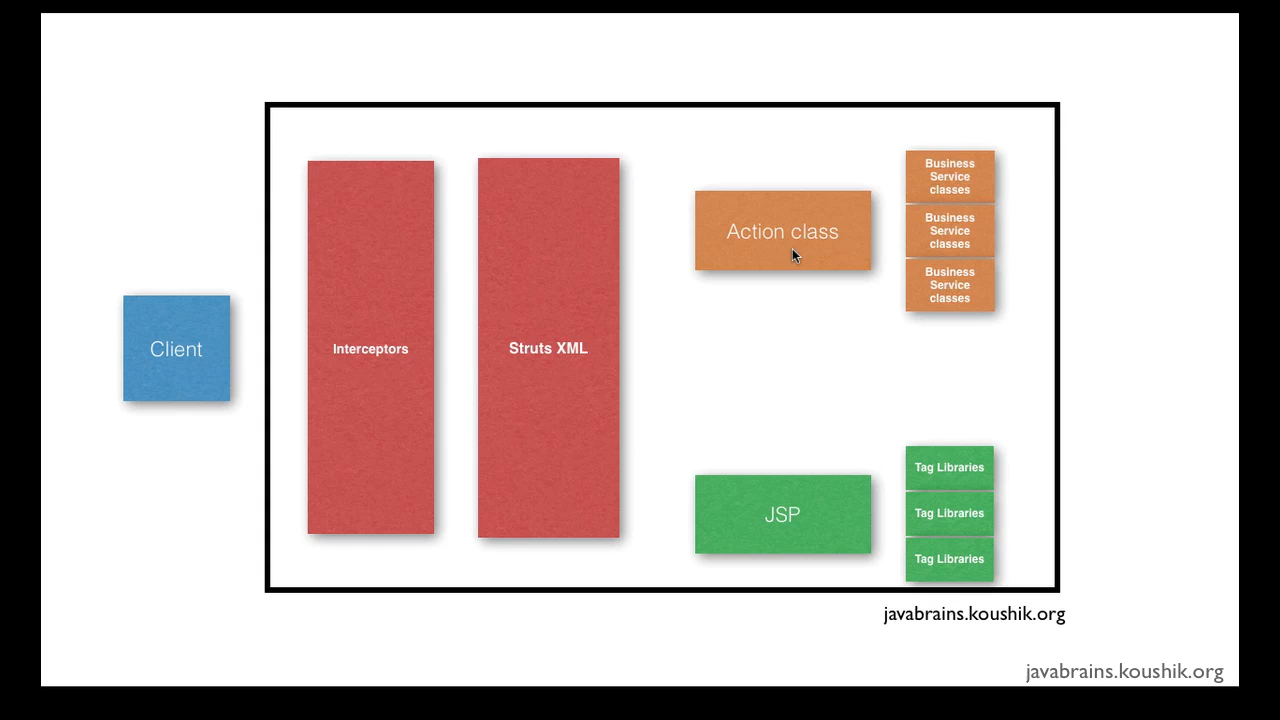 Business
Service
classes
Action class
Business
Service
classes
Business
Service
classes
Client
Interceptors
Struts XML
Tag Libraries
JSP
Tag Libraries
Tag Libraries
javabrains.koushik.org
javabrains.koushik.org